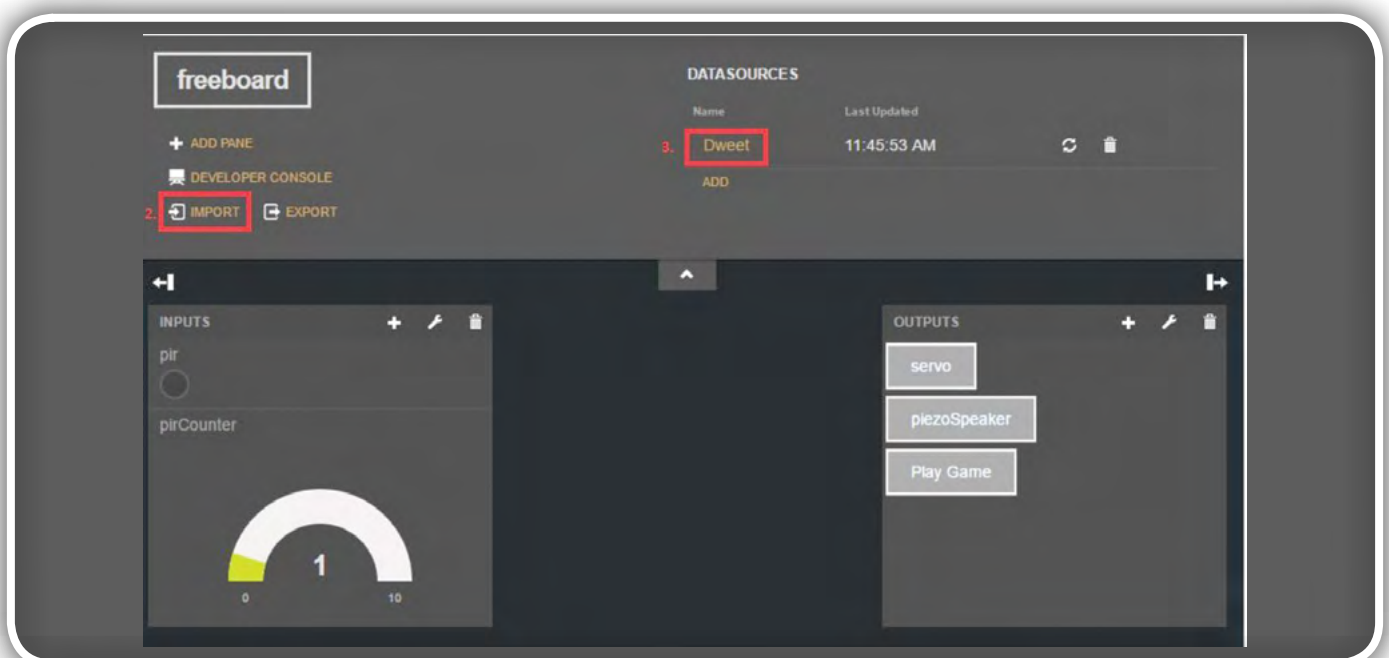 freeboard
ADD PANE
DEVELOPER CONSOLE
2. IMPORT EXPORT
DATASOURCES
Name Last Updated
3. Dweet 11:45:53 AM
ADD
INPUTS
pir
pirCounter
1
0 10
OUTPUTS
servo
piezoSpeaker
Play Game